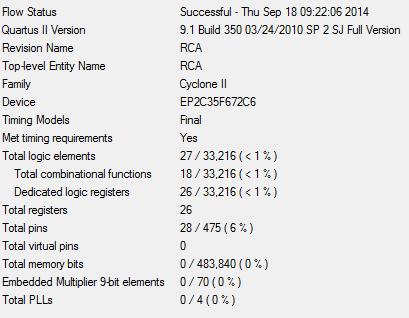 Flow Status Successful - Thu Sep 18 09:22:06 2014
Quartus II Version 9.1 Build 350 03/24/2010 SP 2 SJ Full Version
Revision Name RCA
Top-level Entity Name RCA
Family Cyclone II
Device EP2C35F672C6
Timing Models Final
Met timing requirements Yes
Total logic elements 27 / 33,216 ( < 1 % )
Total combinational functions 18 / 33,216 ( < 1 % )
Dedicated logic registers 26 / 33,216 ( < 1 % )
Total registers 26
Total pins 28 / 475 ( 6 % )
Total virtual pins 0
Total memory bits 0 / 483,840 ( 0 % )
Embedded Multiplier 9-bit elements 0 / 70 ( 0 % )
Total PLLs 0 / 4 ( 0 % )